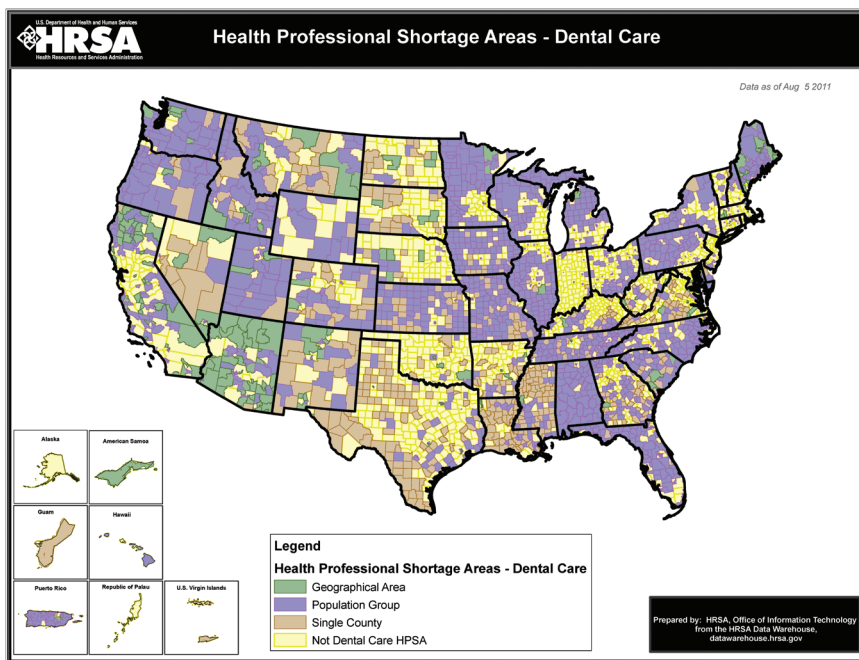 U.S. Department of Health and Human Services
HRSA
Health Resources and Services Administration
Health Professional Shortage Areas - Dental Care
Data as of Aug 5 2011
Alaska
American Samoa
Guam
Hawaii
Puerto Rico
Republic of Palau
U.S. Virgin Islands
Legend
Health Professional Shortage Areas - Dental Care
Geographical Area
Population Group
Single County
Not Dental Care HPSA
Prepared by: HRSA, Office of Information Technology
from the HRSA Data Warehouse,
datawarehouse.hrsa.gov